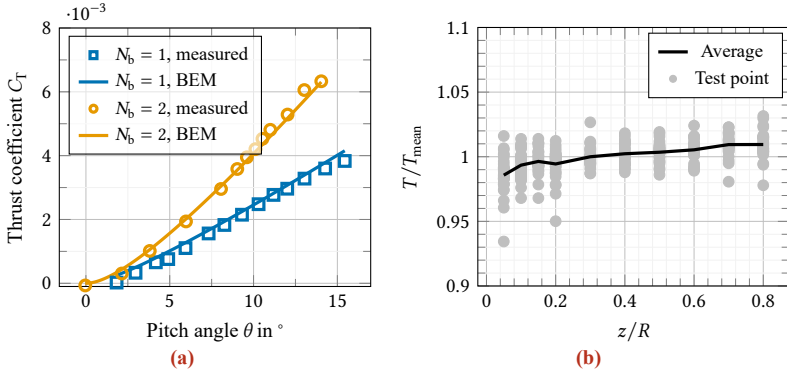 ·10⁻³
8
6
4
2
0
Thrust coefficient C_T
N_b = 1, measured
N_b = 1, BEM
N_b = 2, measured
N_b = 2, BEM
0 5 10 15
Pitch angle θ in °
(a)
1.1
1.05
1
0.95
0.9
T/T_mean
Average
Test point
0 0.2 0.4 0.6 0.8
z/R
(b)